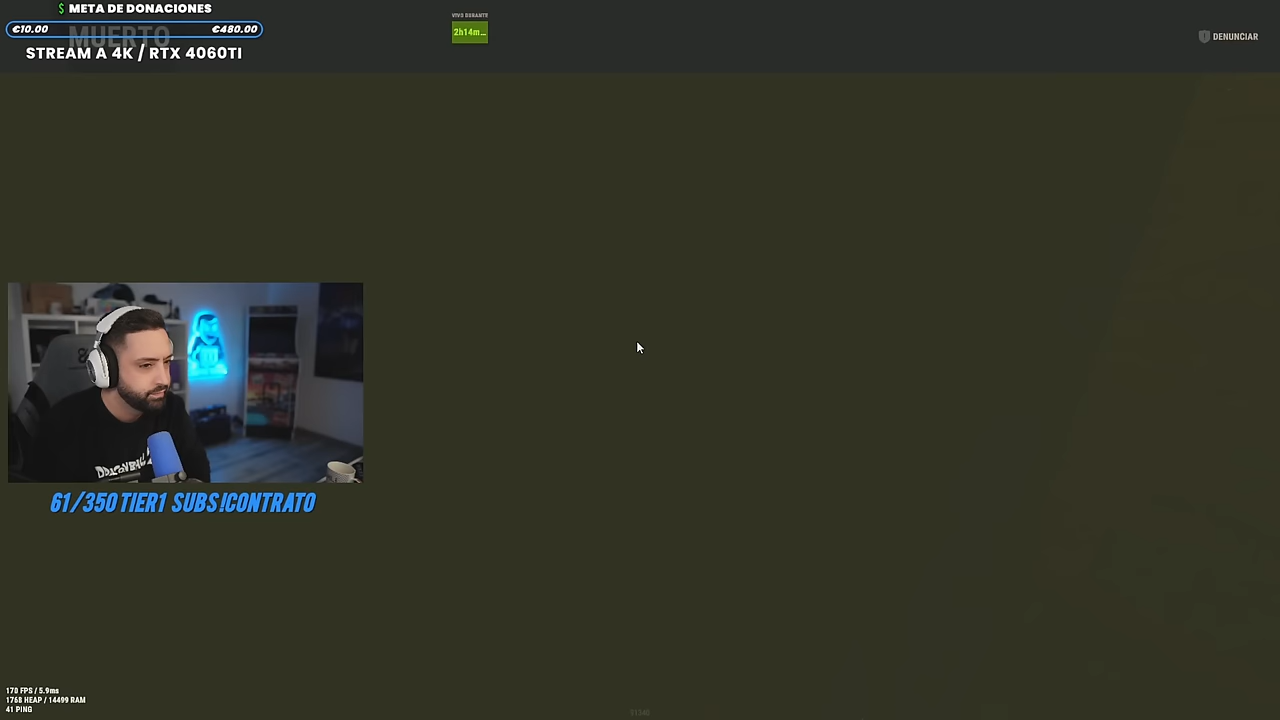 $ META DE DONACIONES
€10.00 €480.00
MUERTO
STREAM A 4K / RTX 4060TI
VIVO DURANTE
2h14m...
DENUNCIAR
61/350 TIER1 SUBS !CONTRATO
170 FPS / 5.9ms
1768 HEAP / 14499 RAM
41 PING